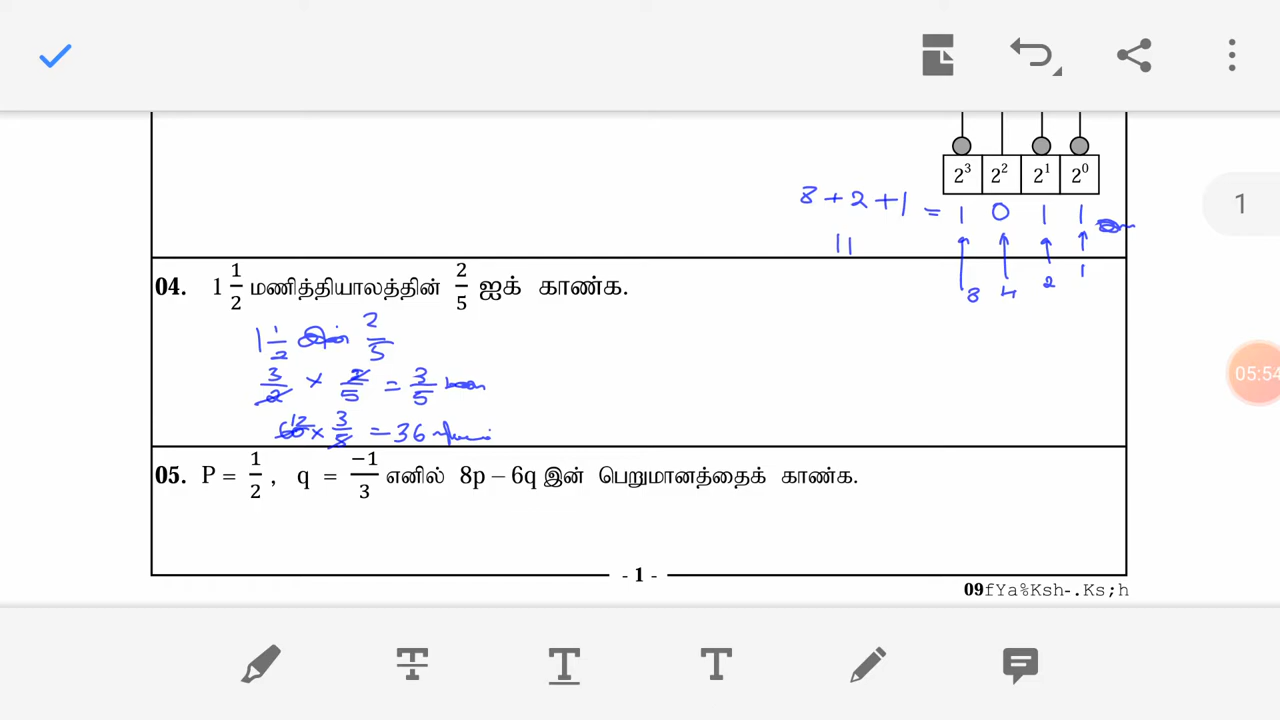 1
2³ 2² 2¹ 2⁰
8 + 2 + 1 = 1 0 1 1
11
8 4 2 1
04. 1 1/2 மணித்தியாலத்தின் 2/5 ஐக் காண்க.
1 1/2 இன் 2/5
3/2 × 2/5 = 3/5
60 12 × 3/5 = 36
05:54
05. P = 1/2 , q = −1/3 எனில் 8p – 6q இன் பெறுமானத்தைக் காண்க.
- 1 -
09fYa%Ksh-.Ks;h
T T T